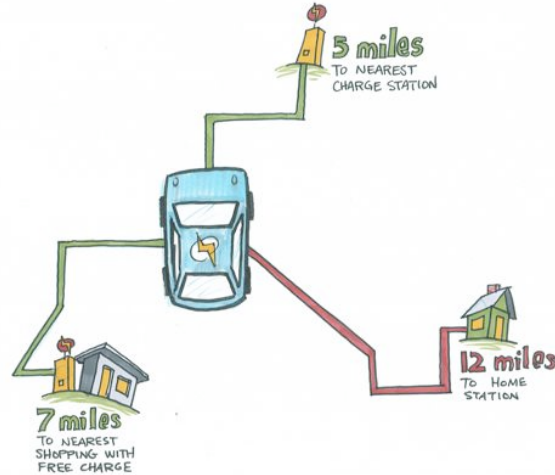 5 miles
TO NEAREST
CHARGE STATION
12 miles
TO HOME
STATION
7 miles
TO NEAREST
SHOPPING WITH
FREE CHARGE